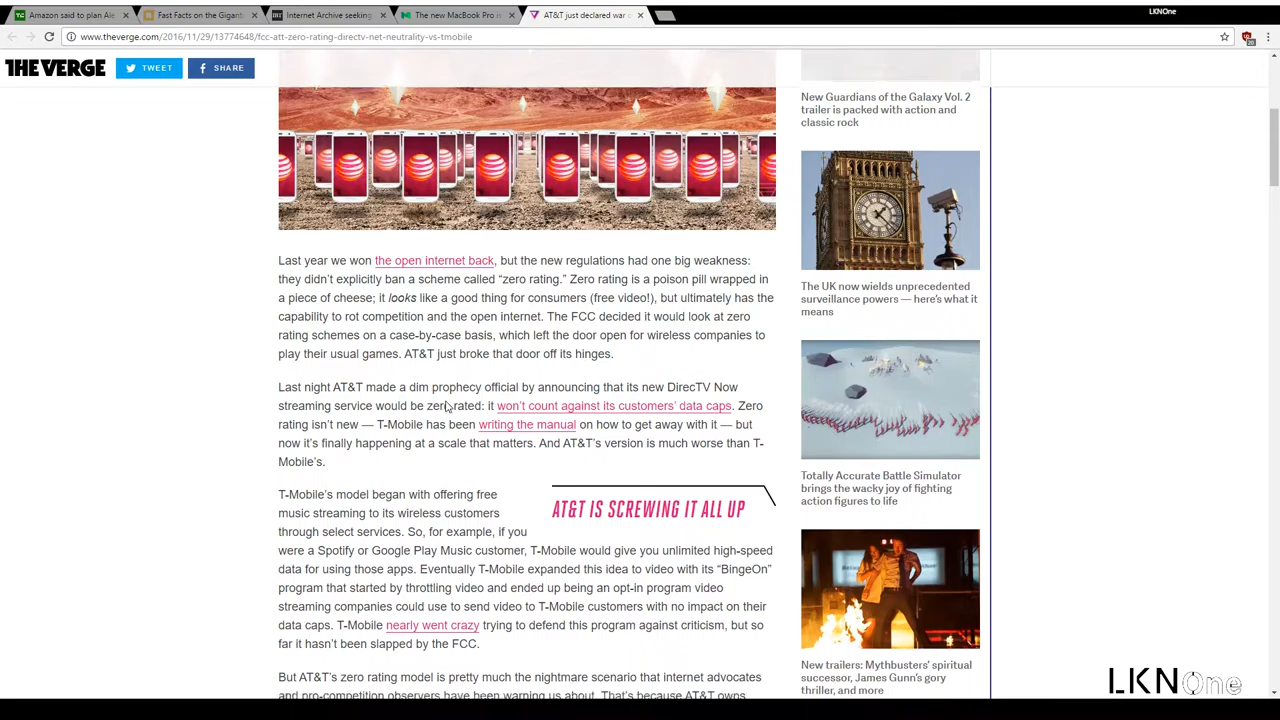 Amazon said to plan Ale
Fast Facts on the Gigant
Internet Archive seeking
The new MacBook Pro is
AT&T just declared war
LKNOne
www.theverge.com/2016/11/29/13774648/fcc-att-zero-rating-directv-net-neutrality-vs-tmobile
20
THE VERGE
TWEET
SHARE
Last year we won the open internet back, but the new regulations had one big weakness:
they didn't explicitly ban a scheme called “zero rating.” Zero rating is a poison pill wrapped in
a piece of cheese; it looks like a good thing for consumers (free video!), but ultimately has the
capability to rot competition and the open internet. The FCC decided it would look at zero
rating schemes on a case-by-case basis, which left the door open for wireless companies to
play their usual games. AT&T just broke that door off its hinges.
Last night AT&T made a dim prophecy official by announcing that its new DirecTV Now
streaming service would be zero-rated: it won’t count against its customers’ data caps. Zero
rating isn’t new — T-Mobile has been writing the manual on how to get away with it — but
now it’s finally happening at a scale that matters. And AT&T’s version is much worse than T-
Mobile’s.
T-Mobile’s model began with offering free
music streaming to its wireless customers
through select services. So, for example, if you
were a Spotify or Google Play Music customer, T-Mobile would give you unlimited high-speed
data for using those apps. Eventually T-Mobile expanded this idea to video with its “BingeOn”
program that started by throttling video and ended up being an opt-in program video
streaming companies could use to send video to T-Mobile customers with no impact on their
data caps. T-Mobile nearly went crazy trying to defend this program against criticism, but so
far it hasn’t been slapped by the FCC.
AT&T IS SCREWING IT ALL UP
But AT&T’s zero rating model is pretty much the nightmare scenario that internet advocates
and pro-competition observers have been warning us about. That’s because AT&T owns
New Guardians of the Galaxy Vol. 2
trailer is packed with action and
classic rock
The UK now wields unprecedented
surveillance powers — here’s what it
means
Totally Accurate Battle Simulator
brings the wacky joy of fighting
action figures to life
New trailers: Mythbusters’ spiritual
successor, James Gunn’s gory
thriller, and more
LKNOne